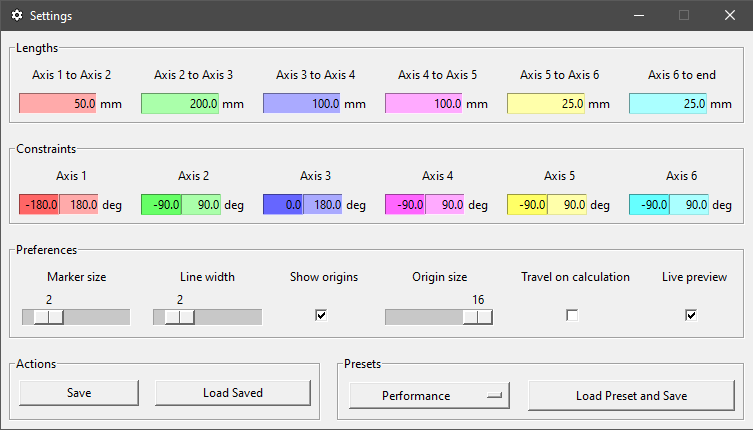 Settings
Lengths
Axis 1 to Axis 2 Axis 2 to Axis 3 Axis 3 to Axis 4 Axis 4 to Axis 5 Axis 5 to Axis 6 Axis 6 to end
50.0 mm 200.0 mm 100.0 mm 100.0 mm 25.0 mm 25.0 mm
Constraints
Axis 1 Axis 2 Axis 3 Axis 4 Axis 5 Axis 6
-180.0 180.0 deg -90.0 90.0 deg 0.0 180.0 deg -90.0 90.0 deg -90.0 90.0 deg -90.0 90.0 deg
Preferences
Marker size Line width Show origins Origin size Travel on calculation Live preview
2 2 16
Actions Presets
Save Load Saved Performance Load Preset and Save